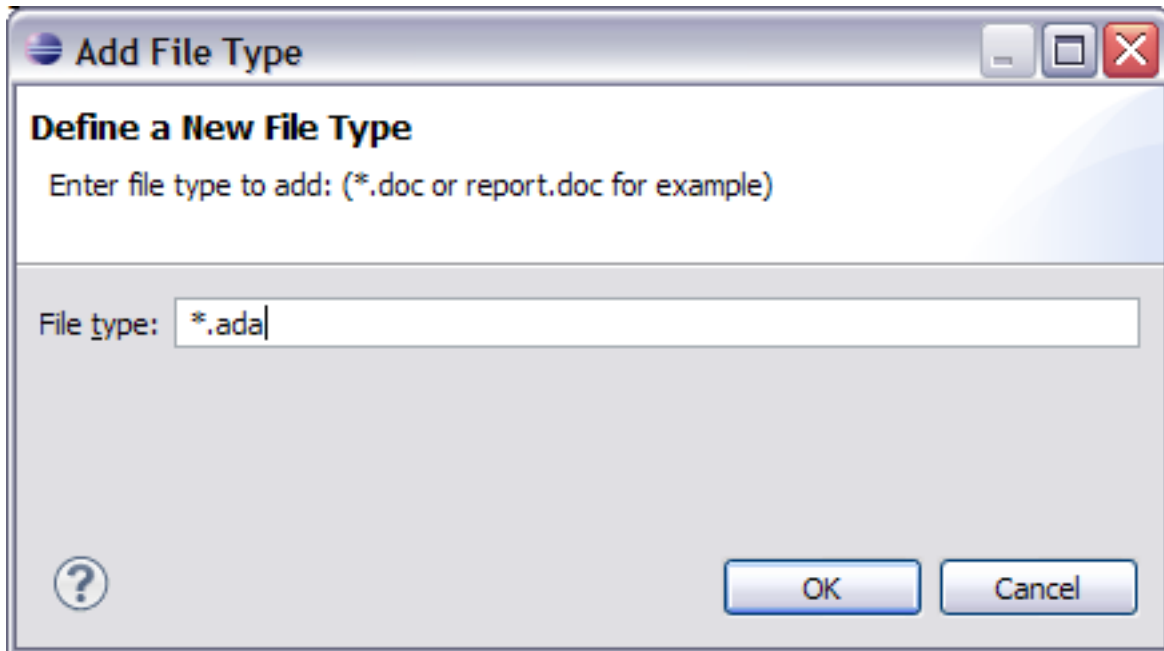 Add File Type
Define a New File Type
Enter file type to add: (*.doc or report.doc for example)
File type: *.ada
?
OK Cancel